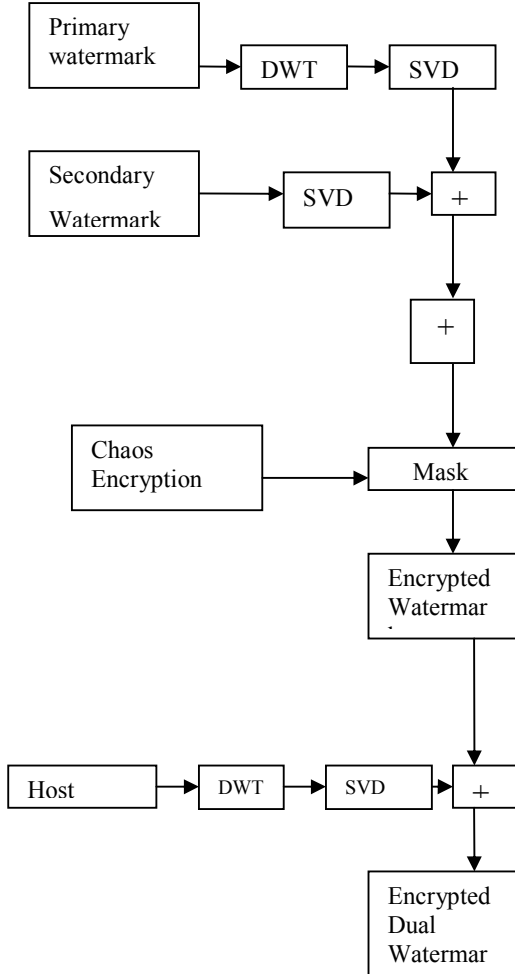 Primary
watermark
DWT
SVD
Secondary
Watermark
SVD
+
+
Chaos
Encryption
Mask
Encrypted
Watermar
Host
DWT
SVD
+
Encrypted
Dual
Watermar